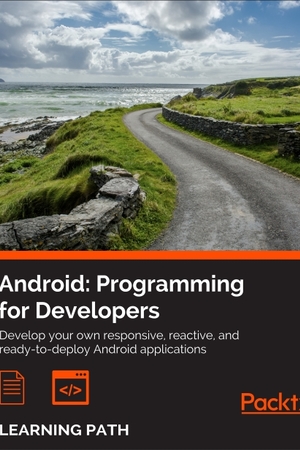 Android: Programming
for Developers
Develop your own responsive, reactive, and
ready-to-deploy Android applications
</>
Packt
LEARNING PATH